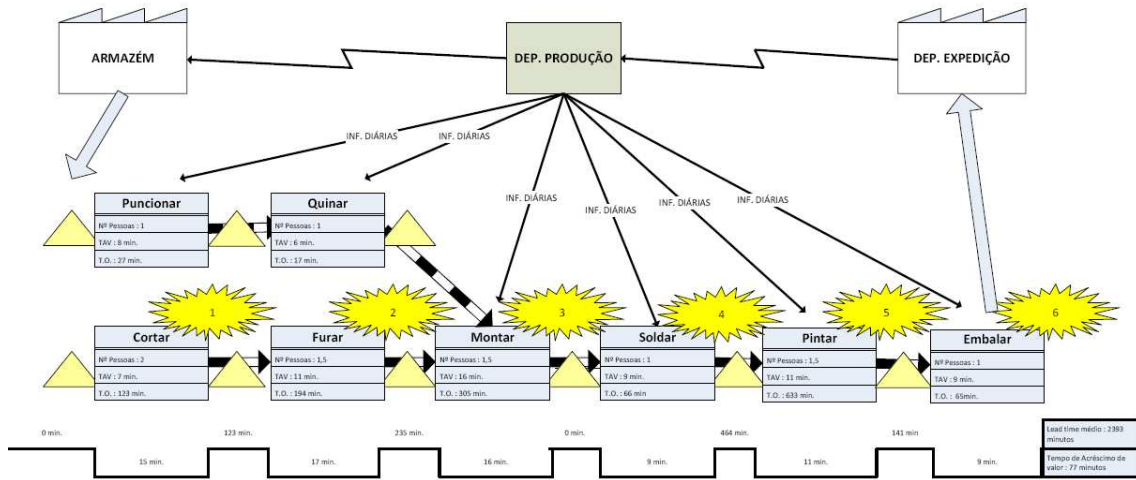 ARMAZÉM
DEP. PRODUÇÃO
DEP. EXPEDIÇÃO
INF. DIÁRIAS
INF. DIÁRIAS
INF. DIÁRIAS
INF. DIÁRIAS
INF. DIÁRIAS
INF. DIÁRIAS
Puncionar
Nº Pessoas : 1
TAV : 8 min.
T.O. : 27 min.
Quinar
Nº Pessoas : 1
TAV : 6 min.
T.O. : 17 min.
1
2
3
4
5
6
Cortar
Nº Pessoas : 2
TAV : 7 min.
T.O. : 123 min.
Furar
Nº Pessoas : 1,5
TAV : 11 min.
T.O. : 194 min.
Montar
Nº Pessoas : 1,5
TAV : 16 min.
T.O. : 305 min.
Soldar
Nº Pessoas : 1
TAV : 9 min.
T.O. : 66 min
Pintar
Nº Pessoas : 1,5
TAV : 11 min.
T.O. : 633 min.
Embalar
Nº Pessoas : 1
TAV : 9 min.
T.O. : 65min.
0 min.
123 min.
235 min.
0 min.
464 min.
141 min
15 min.
17 min.
16 min.
9 min.
11 min.
9 min.
Lead time médio : 2393
minutos
Tempo de Acréscimo de
valor : 77 minutos